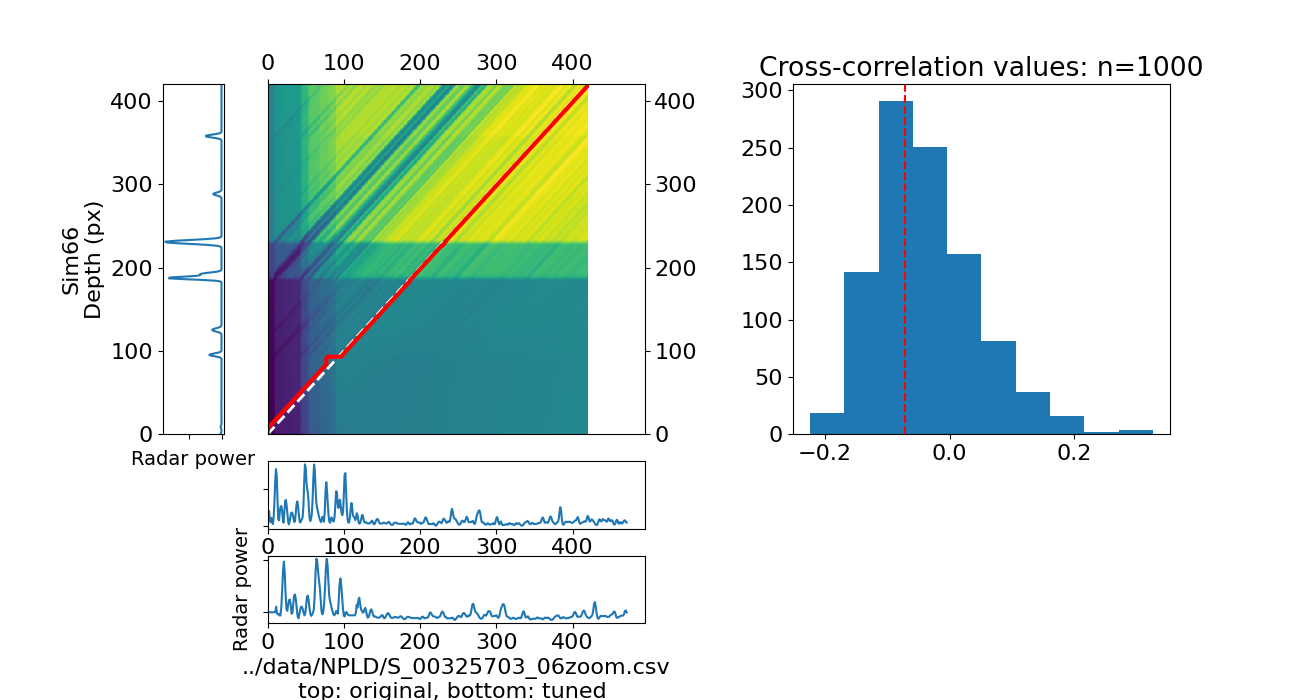 Cross-correlation values: n=1000
0 100 200 300 400
400
300
200
100
0
Sim66
Depth (px)
Radar power
400
300
200
100
0
300
250
200
150
100
50
0
−0.2 0.0 0.2
0 100 200 300 400
Radar power
0 100 200 300 400
../data/NPLD/S_00325703_06zoom.csv
top: original, bottom: tuned